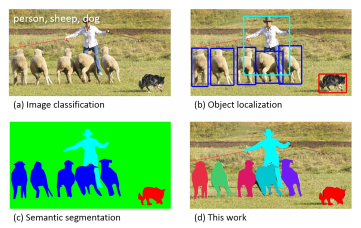 person, sheep, dog
(a) Image classification
(b) Object localization
(c) Semantic segmentation
(d) This work